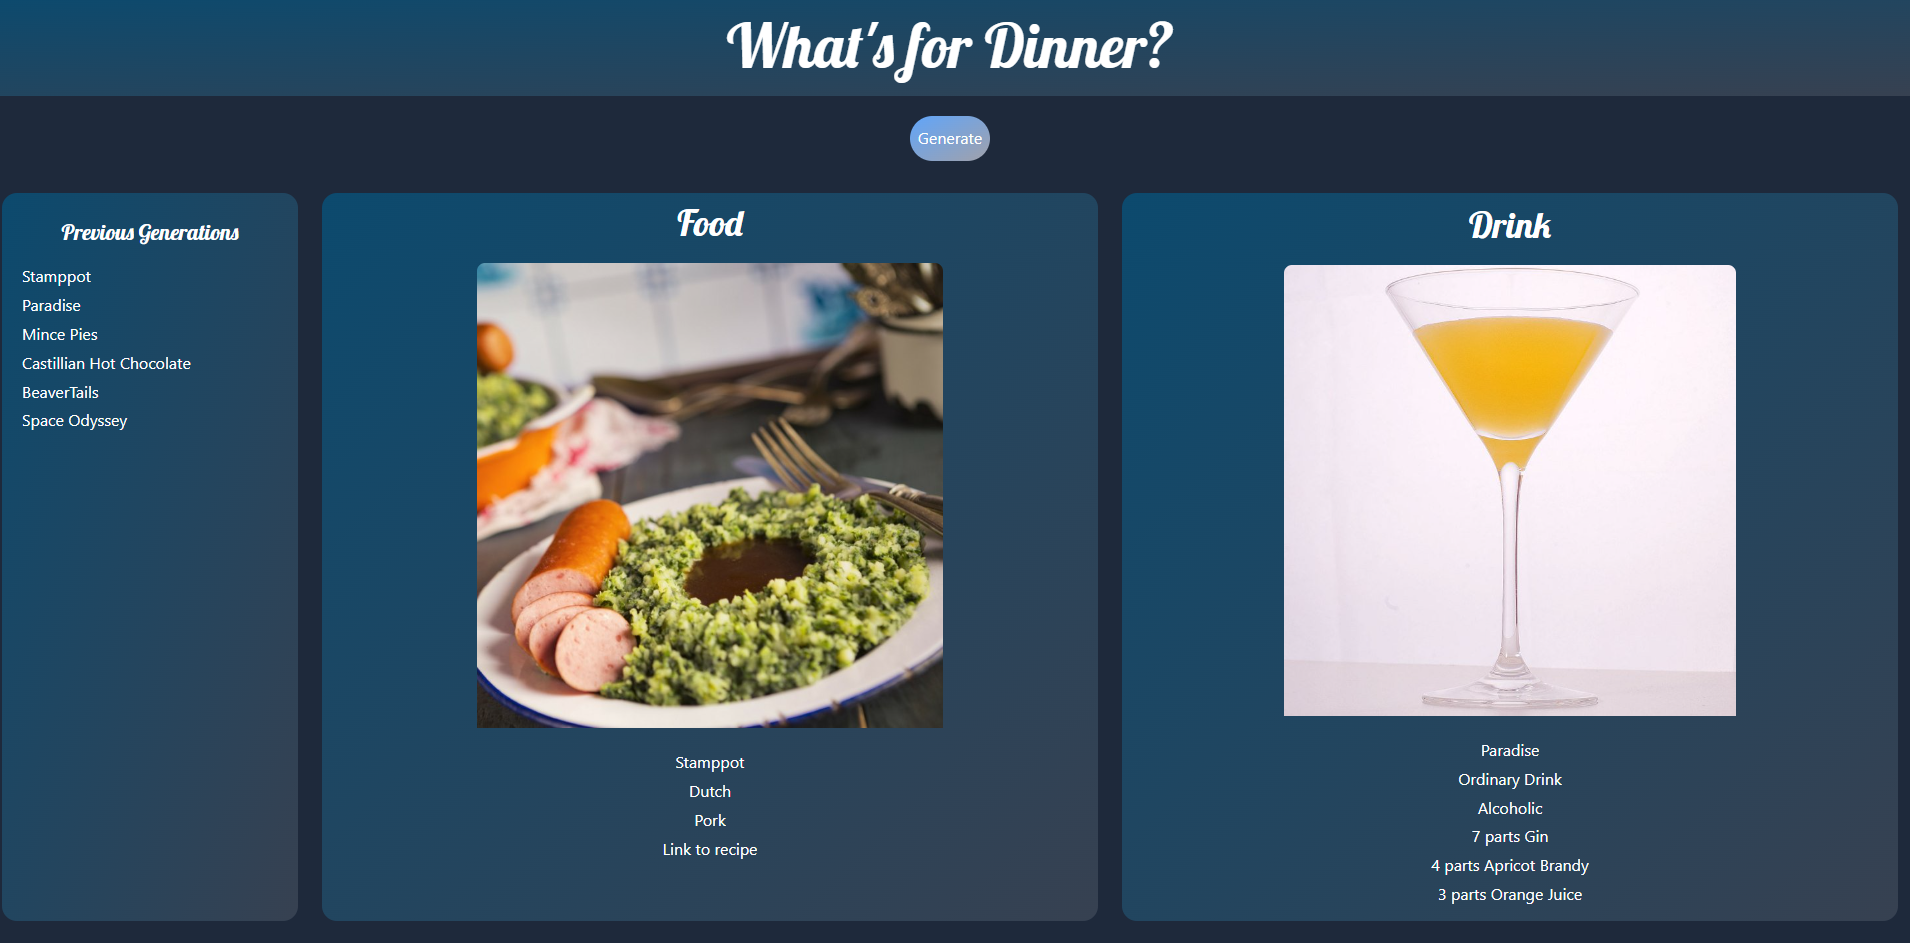 What's for Dinner?
Generate
Previous Generations
Stamppot
Paradise
Mince Pies
Castillian Hot Chocolate
BeaverTails
Space Odyssey
Food
Stamppot
Dutch
Pork
Link to recipe
Drink
Paradise
Ordinary Drink
Alcoholic
7 parts Gin
4 parts Apricot Brandy
3 parts Orange Juice